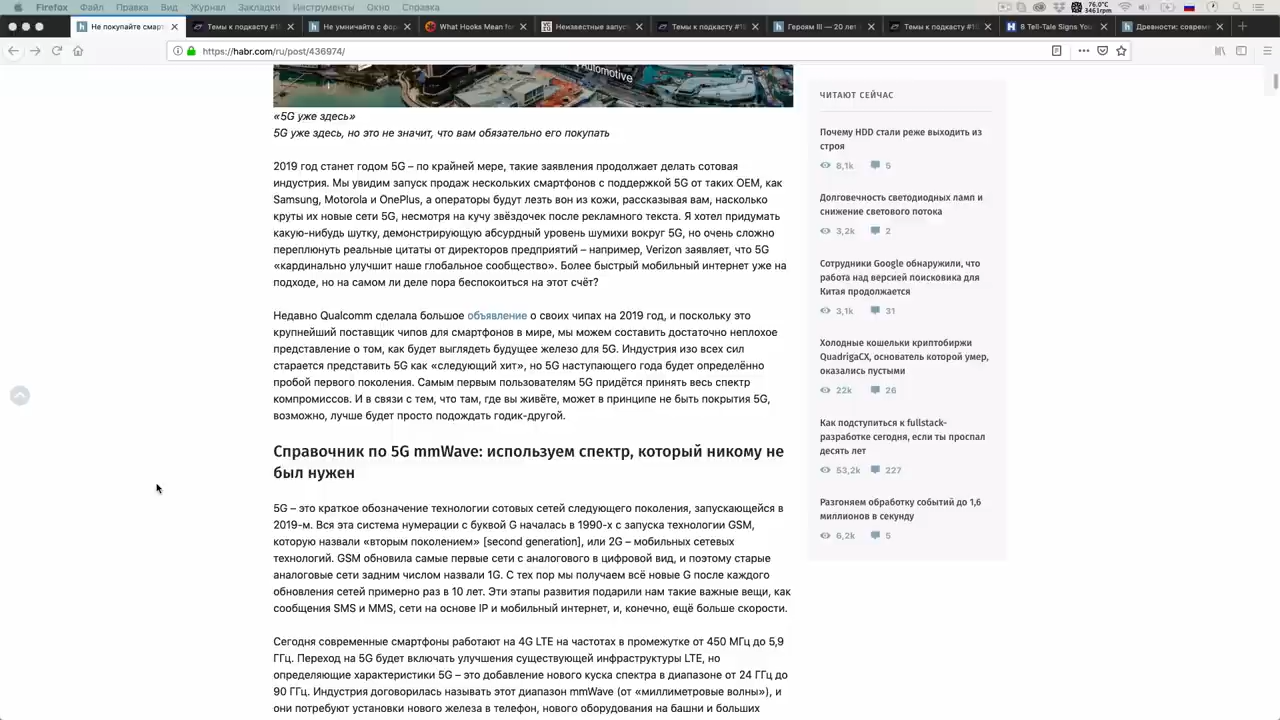 Firefox Файл Правка Вид Журнал Закладки Инструменты Окно Справка
76.0°C
3461rpm
Не покупайте смарт
Темы к подкасту #18
Не умничайте с фор
What Hooks Mean for
Неизвестные запус
Темы к подкасту #18
Героям III — 20 лет
Темы к подкасту #18
8 Tell-Tale Signs You
Древности: соврем
https://habr.com/ru/post/436974/
Automotive
«5G уже здесь»
5G уже здесь, но это не значит, что вам обязательно его покупать
2019 год станет годом 5G – по крайней мере, такие заявления продолжает делать сотовая
индустрия. Мы увидим запуск продаж нескольких смартфонов с поддержкой 5G от таких OEM, как
Samsung, Motorola и OnePlus, а операторы будут лезть вон из кожи, рассказывая вам, насколько
круты их новые сети 5G, несмотря на кучу звёздочек после рекламного текста. Я хотел придумать
какую-нибудь шутку, демонстрирующую абсурдный уровень шумихи вокруг 5G, но очень сложно
переплюнуть реальные цитаты от директоров предприятий – например, Verizon заявляет, что 5G
«кардинально улучшит наше глобальное сообщество». Более быстрый мобильный интернет уже на
подходе, но на самом ли деле пора беспокоиться на этот счёт?
Недавно Qualcomm сделала большое объявление о своих чипах на 2019 год, и поскольку это
крупнейший поставщик чипов для смартфонов в мире, мы можем составить достаточно неплохое
представление о том, как будет выглядеть будущее железо для 5G. Индустрия изо всех сил
старается представить 5G как «следующий хит», но 5G наступающего года будет определённо
пробой первого поколения. Самым первым пользователям 5G придётся принять весь спектр
компромиссов. И в связи с тем, что там, где вы живёте, может в принципе не быть покрытия 5G,
возможно, лучше будет просто подождать годик-другой.
Справочник по 5G mmWave: используем спектр, который никому не
был нужен
5G – это краткое обозначение технологии сотовых сетей следующего поколения, запускающейся в
2019-м. Вся эта система нумерации с буквой G началась в 1990-х с запуска технологии GSM,
которую назвали «вторым поколением» [second generation], или 2G – мобильных сетевых
технологий. GSM обновила самые первые сети с аналогового в цифровой вид, и поэтому старые
аналоговые сети задним числом назвали 1G. С тех пор мы получаем всё новые G после каждого
обновления сетей примерно раз в 10 лет. Эти этапы развития подарили нам такие важные вещи, как
сообщения SMS и MMS, сети на основе IP и мобильный интернет, и, конечно, ещё больше скорости.
Сегодня современные смартфоны работают на 4G LTE на частотах в промежутке от 450 МГц до 5,9
ГГц. Переход на 5G будет включать улучшения существующей инфраструктуры LTE, но
определяющие характеристики 5G – это добавление нового куска спектра в диапазоне от 24 ГГц до
90 ГГц. Индустрия договорилась называть этот диапазон mmWave (от «миллиметровые волны»), и
они потребуют установки нового железа в телефон, нового оборудования на башни и больших
ЧИТАЮТ СЕЙЧАС
Почему HDD стали реже выходить из
строя
8,1k 5
Долговечность светодиодных ламп и
снижение светового потока
3,2k 2
Сотрудники Google обнаружили, что
работа над версией поисковика для
Китая продолжается
3,1k 31
Холодные кошельки криптобиржи
QuadrigaCX, основатель которой умер,
оказались пустыми
22k 26
Как подступиться к fullstack-
разработке сегодня, если ты проспал
десять лет
53,2k 227
Разгоняем обработку событий до 1,6
миллионов в секунду
6,2k 5